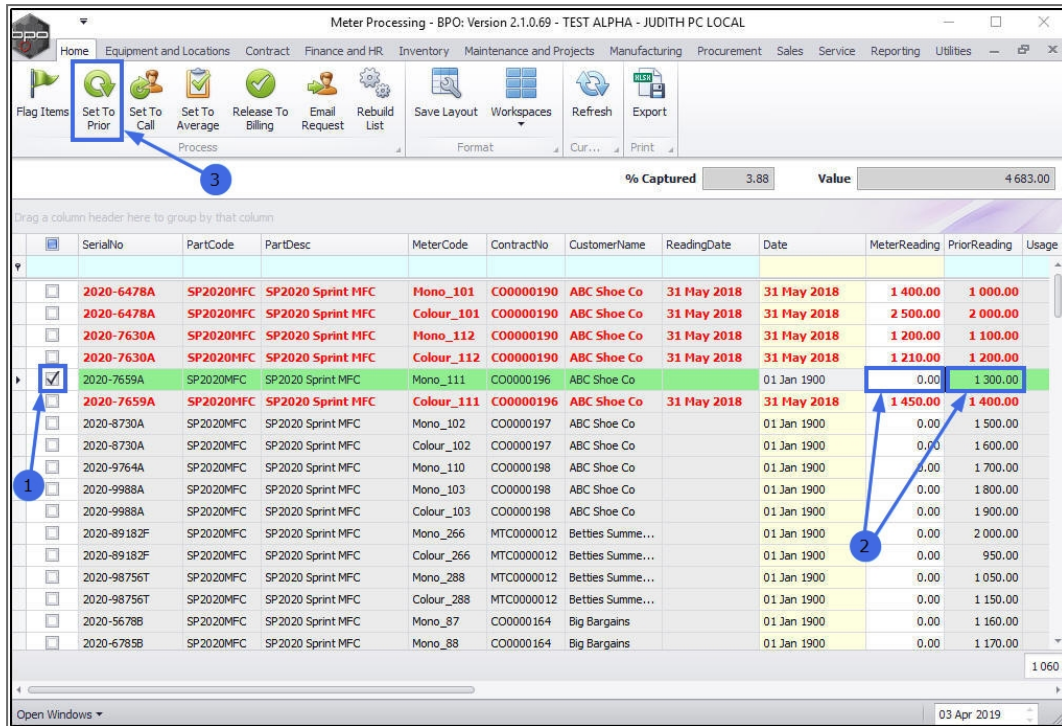 Meter Processing - BPO: Version 2.1.0.69 - TEST ALPHA - JUDITH PC LOCAL
bpo
Home Equipment and Locations Contract Finance and HR Inventory Maintenance and Projects Manufacturing Procurement Sales Service Reporting Utilities
Flag Items Set To Prior Set To Call Set To Average Release To Billing Email Request Rebuild List Save Layout Workspaces Refresh XLSX Export
Process Format Cur... Print
3
% Captured 3.88 Value 4 683.00
Drag a column header here to group by that column
SerialNo PartCode PartDesc MeterCode ContractNo CustomerName ReadingDate Date MeterReading PriorReading Usage
2020-6478A SP2020MFC SP2020 Sprint MFC Mono_101 CO0000190 ABC Shoe Co 31 May 2018 31 May 2018 1 400.00 1 000.00
2020-6478A SP2020MFC SP2020 Sprint MFC Colour_101 CO0000190 ABC Shoe Co 31 May 2018 31 May 2018 2 500.00 2 000.00
2020-7630A SP2020MFC SP2020 Sprint MFC Mono_112 CO0000190 ABC Shoe Co 31 May 2018 31 May 2018 1 200.00 1 100.00
2020-7630A SP2020MFC SP2020 Sprint MFC Colour_112 CO0000190 ABC Shoe Co 31 May 2018 31 May 2018 1 210.00 1 200.00
2020-7659A SP2020MFC SP2020 Sprint MFC Mono_111 CO0000196 ABC Shoe Co 01 Jan 1900 0.00 1 300.00
2020-7659A SP2020MFC SP2020 Sprint MFC Colour_111 CO0000196 ABC Shoe Co 31 May 2018 31 May 2018 1 450.00 1 400.00
2020-8730A SP2020MFC SP2020 Sprint MFC Mono_102 CO0000197 ABC Shoe Co 01 Jan 1900 0.00 1 500.00
2020-8730A SP2020MFC SP2020 Sprint MFC Colour_102 CO0000197 ABC Shoe Co 01 Jan 1900 0.00 1 600.00
2020-9764A SP2020MFC SP2020 Sprint MFC Mono_110 CO0000198 ABC Shoe Co 01 Jan 1900 0.00 1 700.00
1
2020-9988A SP2020MFC SP2020 Sprint MFC Mono_103 CO0000198 ABC Shoe Co 01 Jan 1900 0.00 1 800.00
2020-9988A SP2020MFC SP2020 Sprint MFC Colour_103 CO0000198 ABC Shoe Co 01 Jan 1900 0.00 1 900.00
2020-89182F SP2020MFC SP2020 Sprint MFC Mono_266 MTC0000012 Betties Summe... 01 Jan 1900 0.00 2 000.00
2
2020-89182F SP2020MFC SP2020 Sprint MFC Colour_266 MTC0000012 Betties Summe... 01 Jan 1900 0.00 950.00
2020-98756T SP2020MFC SP2020 Sprint MFC Mono_288 MTC0000012 Betties Summe... 01 Jan 1900 0.00 1 050.00
2020-98756T SP2020MFC SP2020 Sprint MFC Colour_288 MTC0000012 Betties Summe... 01 Jan 1900 0.00 1 150.00
2020-5678B SP2020MFC SP2020 Sprint MFC Mono_87 CO0000164 Big Bargains 01 Jan 1900 0.00 1 160.00
2020-6785B SP2020MFC SP2020 Sprint MFC Mono_88 CO0000164 Big Bargains 01 Jan 1900 0.00 1 170.00
1 060
Open Windows 03 Apr 2019